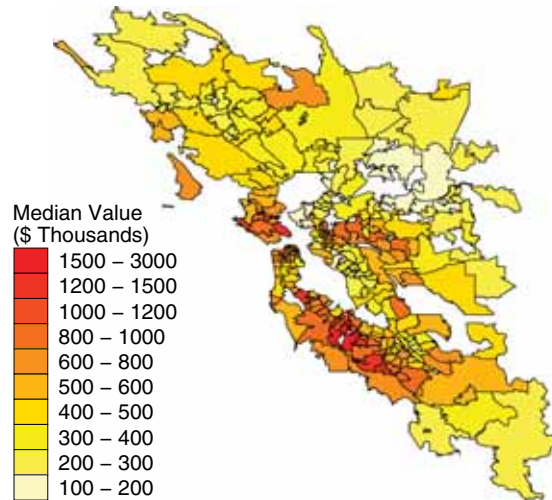 Median Value
($ Thousands)
1500 – 3000
1200 – 1500
1000 – 1200
800 – 1000
600 – 800
500 – 600
400 – 500
300 – 400
200 – 300
100 – 200